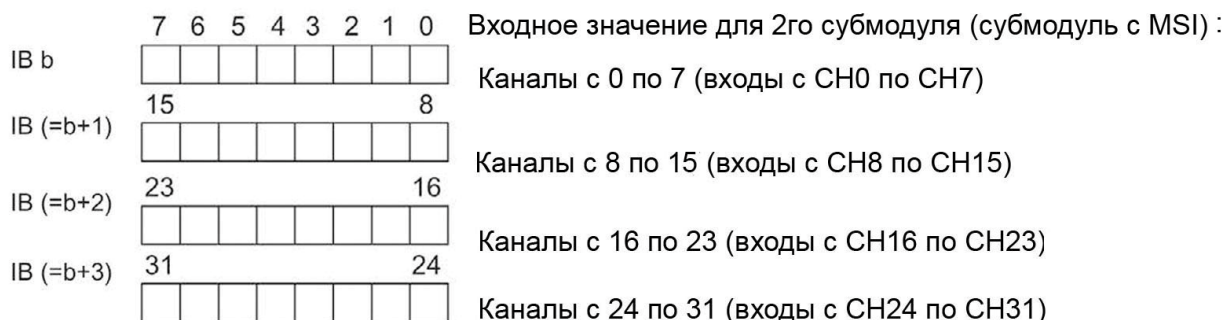 7 6 5 4 3 2 1 0 Входное значение для 2го субмодуля (субмодуль с MSI) :
IB b
Каналы с 0 по 7 (входы с CH0 по CH7)
15 8
IB (=b+1)
Каналы с 8 по 15 (входы с CH8 по CH15)
23 16
IB (=b+2)
Каналы с 16 по 23 (входы с CH16 по CH23)
31 24
IB (=b+3)
Каналы с 24 по 31 (входы с CH24 по CH31)